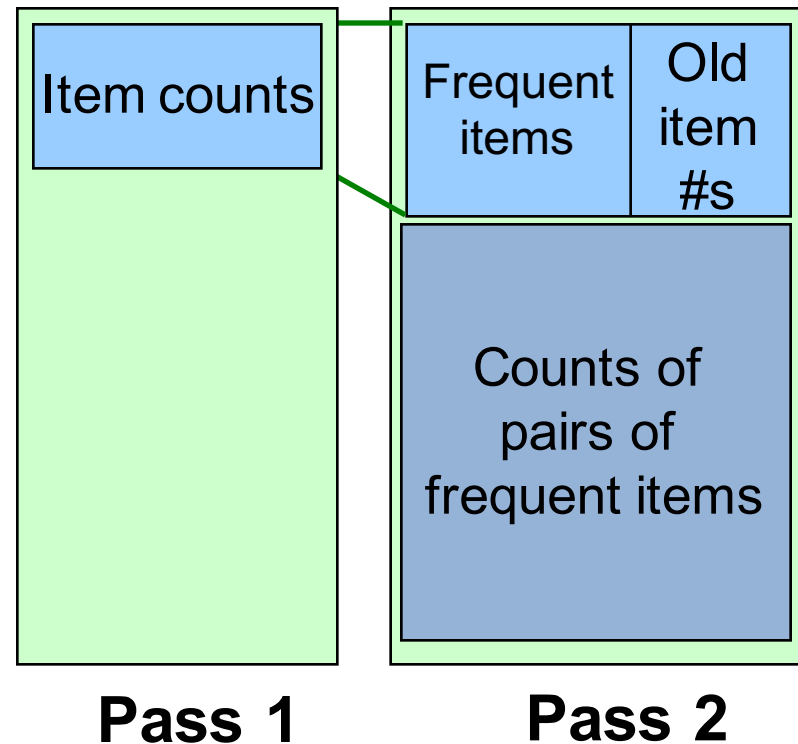 Item counts
Frequent
items
Old
item
#s
Counts of
pairs of
frequent items
Pass 1
Pass 2